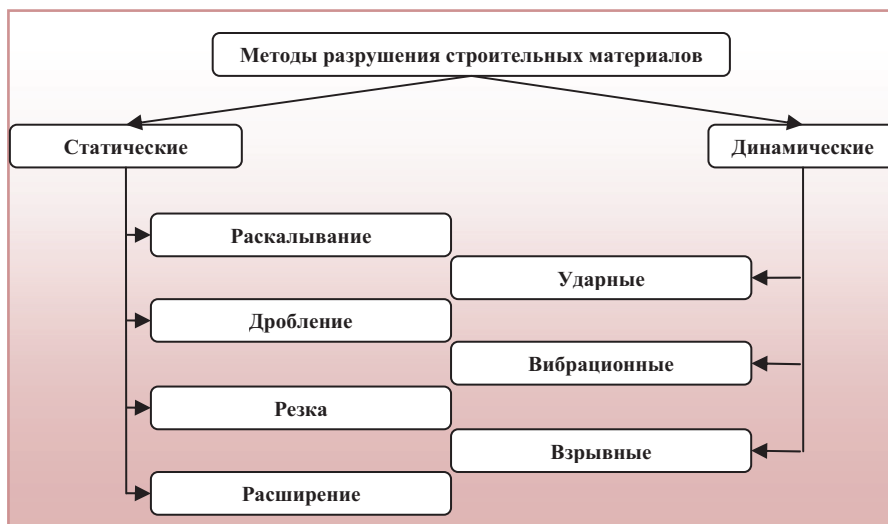 Методы разрушения строительных материалов
Статические
Динамические
Раскалывание
Ударные
Дробление
Вибрационные
Резка
Взрывные
Расширение